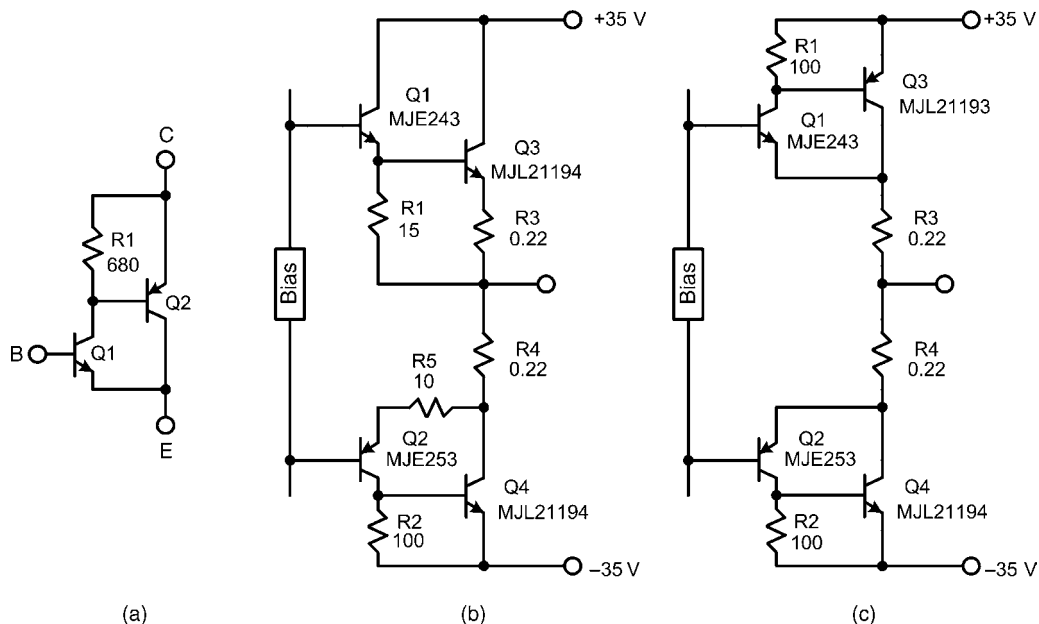 C
R1
680
Q2
B
Q1
E
(a)
+35 V
Q1
MJE243
Q3
MJL21194
R1
15
R3
0.22
Bias
R4
0.22
R5
10
Q2
MJE253
Q4
MJL21194
R2
100
–35 V
(b)
+35 V
R1
100
Q3
MJL21193
Q1
MJE243
R3
0.22
Bias
R4
0.22
Q2
MJE253
Q4
MJL21194
R2
100
–35 V
(c)